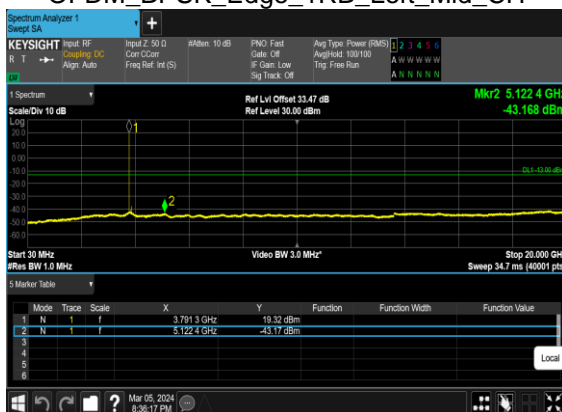 Spectrum Analyzer 1
Swept SA
+
KEYSIGHT Input: RF Input Z: 50 Ω #Atten: 10 dB PNO: Fast Avg Type: Power (RMS) 1 2 3 4 5 6
R T Coupling: DC Corr CCorr Gate: Off Avg|Hold: 100/100 A W W W W W
Align: Auto Freq Ref: Int (S) IF Gain: Low Trig: Free Run
Sig Track: Off A N N N N N
1 Spectrum Ref Lvl Offset 33.47 dB Mkr2 5.122 4 GH
Scale/Div 10 dB Ref Level 30.00 dBm -43.168 dBm
Log
1
20.0
10.0
0.00
-10.0
DL1 -13.00 dB
-20.0
-30.0
2
-40.0
-50.0
-60.0
Start 30 MHz Video BW 3.0 MHz* Stop 20.000 GH
#Res BW 1.0 MHz Sweep 34.7 ms (40001 pts
5 Marker Table
Mode Trace Scale X Y Function Function Width Function Value
1 N 1 f 3.791 3 GHz 19.32 dBm
2 N 1 f 5.122 4 GHz -43.17 dBm
3
4
5
6
Local
? Mar 05, 2024
8:36:17 PM